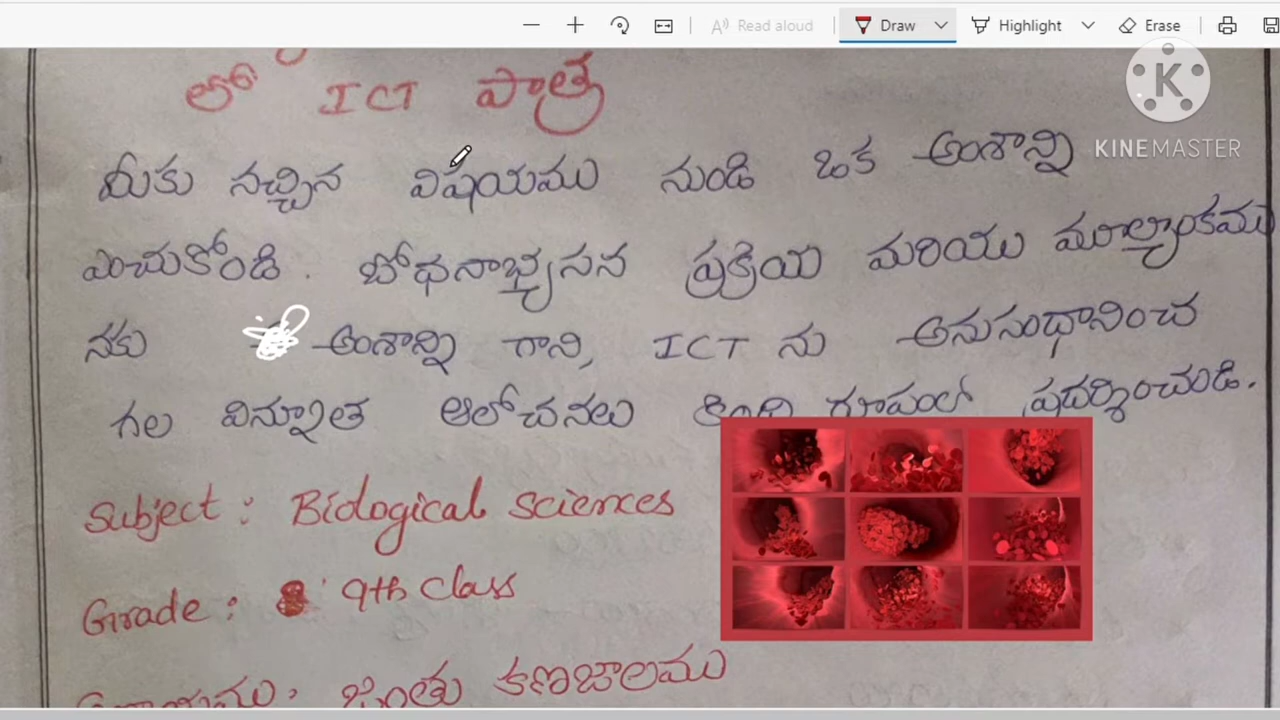 Read aloud
Draw
Highlight
Erase
KINEMASTER
లో ICT పాత్ర
మీకు నచ్చిన విషయము నుండి ఒక అంశాన్ని
ఎంచుకోండి. బోధనాభ్యసన ప్రక్రియ మరియు మూల్యాంకము
నకు అంశాన్ని గాని, ICT ను అనుసంధానించ
గల వినూత్న ఆలోచనలు క్రింది రూపంలో ప్రదర్శించుడి.
Subject : Biological Sciences
Grade : 9th Class
జంతు కణజాలము